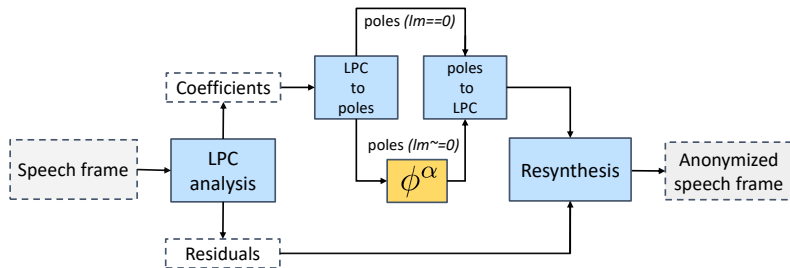 poles (Im==0)
LPC
to
poles
poles
to
LPC
Coefficients
poles (Im~=0)
Speech frame
LPC
analysis
ϕ^α
Resynthesis
Anonymized
speech frame
Residuals